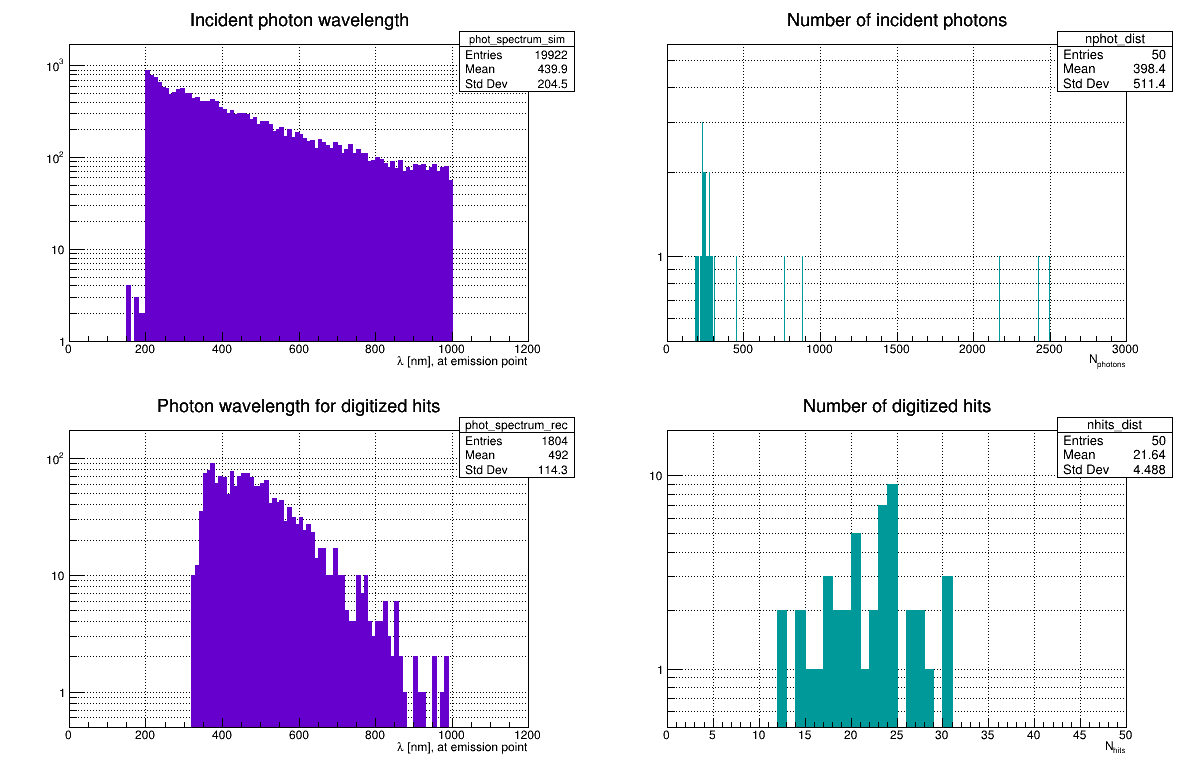 Incident photon wavelength
phot_spectrum_sim
Entries 19922
Mean 439.9
Std Dev 204.5
10³
10²
10
1
0 200 400 600 800 1000 1200
λ [nm], at emission point
Number of incident photons
nphot_dist
Entries 50
Mean 398.4
Std Dev 511.4
1
0 500 1000 1500 2000 2500 3000
Nphotons
Photon wavelength for digitized hits
phot_spectrum_rec
Entries 1804
Mean 492
Std Dev 114.3
10²
10
1
0 200 400 600 800 1000 1200
λ [nm], at emission point
Number of digitized hits
nhits_dist
Entries 50
Mean 21.64
Std Dev 4.488
10
1
0 5 10 15 20 25 30 35 40 45 50
Nhits